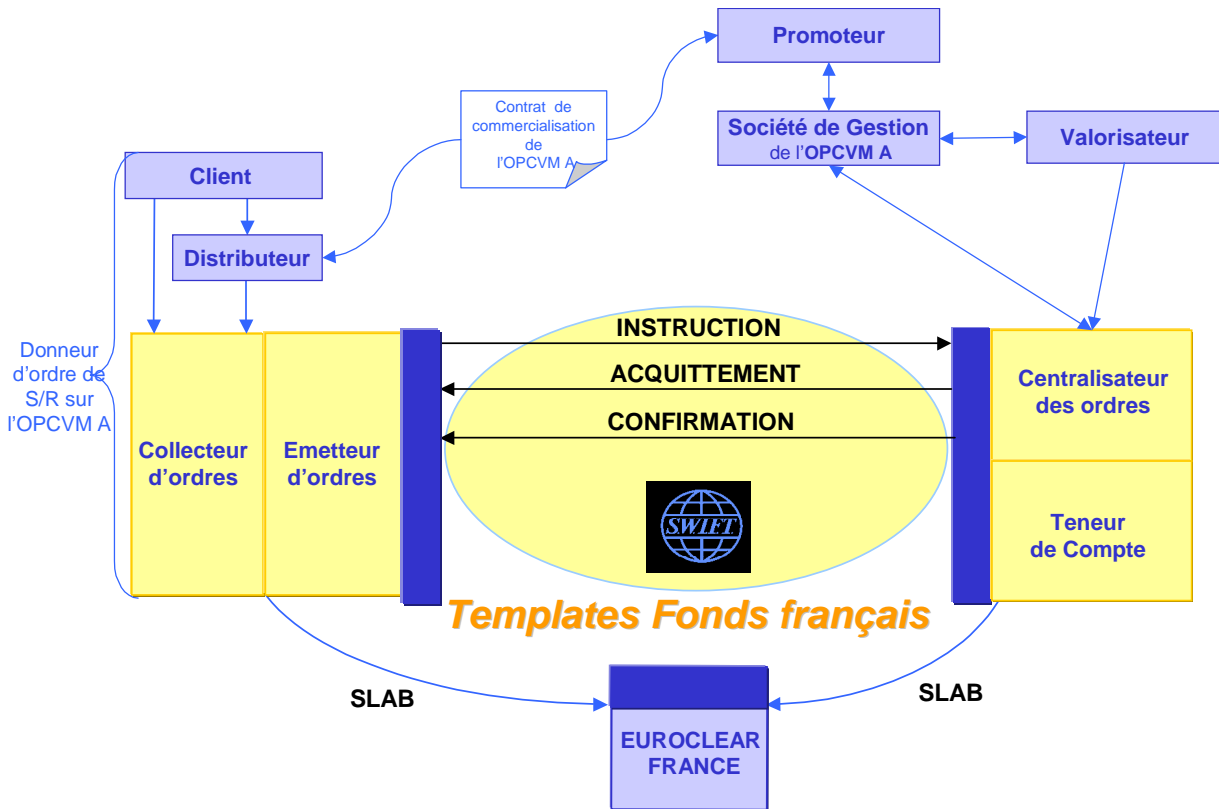 Promoteur
Contrat de
commercialisation
de
l'OPCVM A
Société de Gestion
de l'OPCVM A
Valorisateur
Client
Distributeur
Donneur
d'ordre de
S/R sur
l'OPCVM A
Collecteur
d'ordres
Emetteur
d'ordres
INSTRUCTION
ACQUITTEMENT
CONFIRMATION
S.W.I.F.T.
Centralisateur
des ordres
Teneur
de Compte
Templates Fonds français
SLAB
SLAB
EUROCLEAR
FRANCE